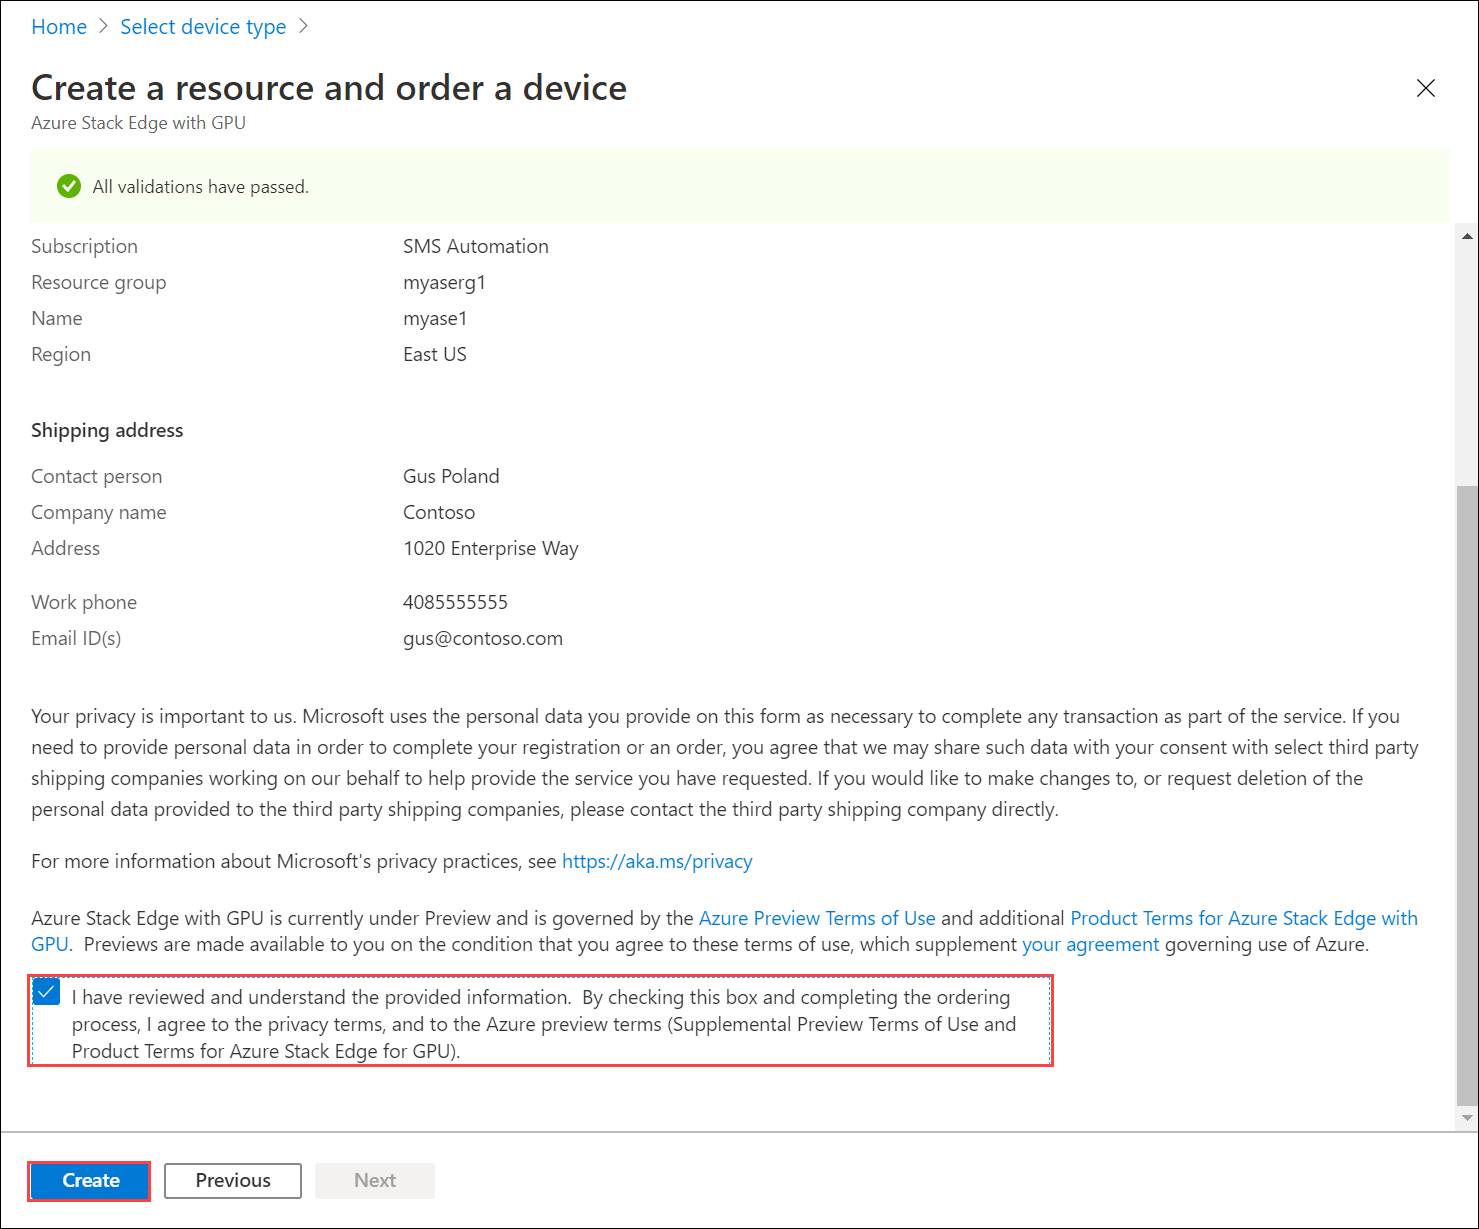 Home > Select device type >
Create a resource and order a device
Azure Stack Edge with GPU
All validations have passed.
Subscription SMS Automation
Resource group myaserg1
Name myase1
Region East US
Shipping address
Contact person Gus Poland
Company name Contoso
Address 1020 Enterprise Way
Work phone 4085555555
Email ID(s) gus@contoso.com
Your privacy is important to us. Microsoft uses the personal data you provide on this form as necessary to complete any transaction as part of the service. If you
need to provide personal data in order to complete your registration or an order, you agree that we may share such data with your consent with select third party
shipping companies working on our behalf to help provide the service you have requested. If you would like to make changes to, or request deletion of the
personal data provided to the third party shipping companies, please contact the third party shipping company directly.
For more information about Microsoft's privacy practices, see https://aka.ms/privacy
Azure Stack Edge with GPU is currently under Preview and is governed by the Azure Preview Terms of Use and additional Product Terms for Azure Stack Edge with
GPU. Previews are made available to you on the condition that you agree to these terms of use, which supplement your agreement governing use of Azure.
I have reviewed and understand the provided information. By checking this box and completing the ordering
process, I agree to the privacy terms, and to the Azure preview terms (Supplemental Preview Terms of Use and
Product Terms for Azure Stack Edge for GPU).
Create Previous Next